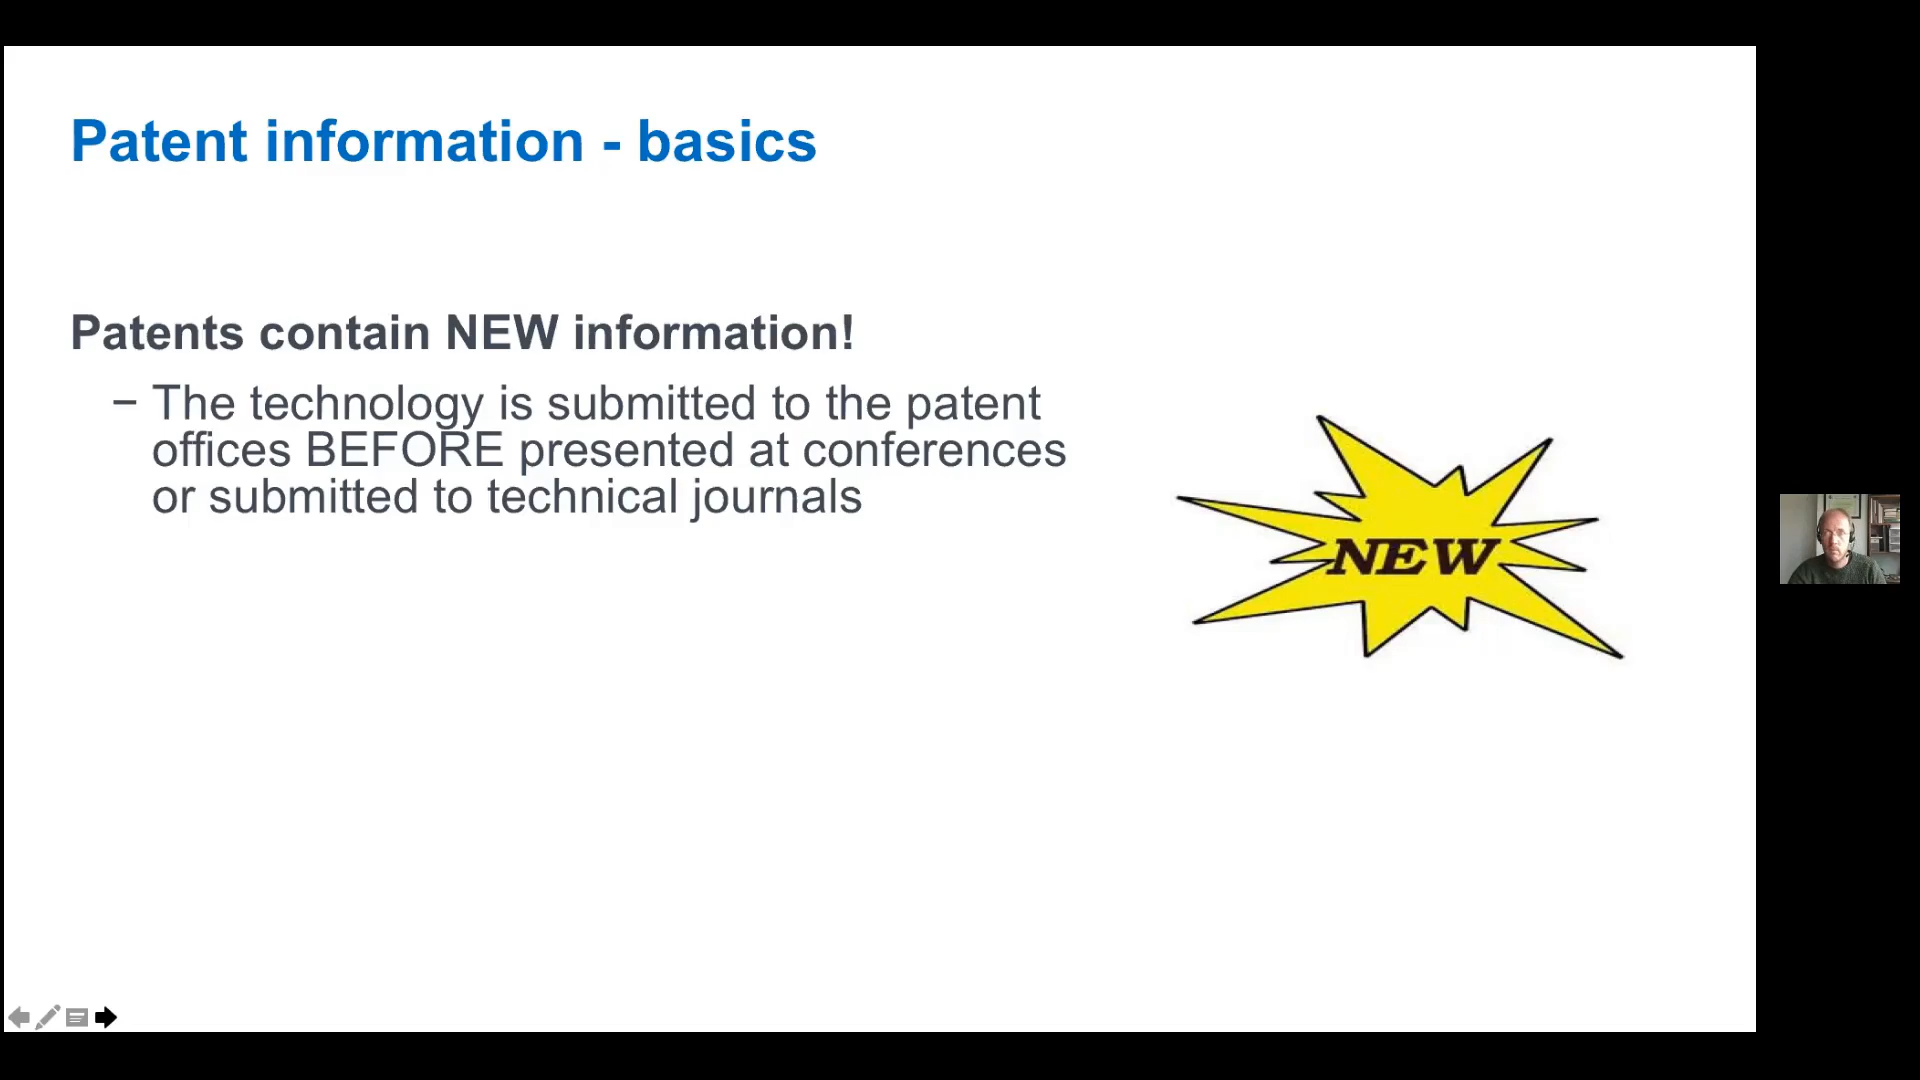 Patent information - basics
Patents contain NEW information!
− The technology is submitted to the patent
offices BEFORE presented at conferences
or submitted to technical journals
NEW